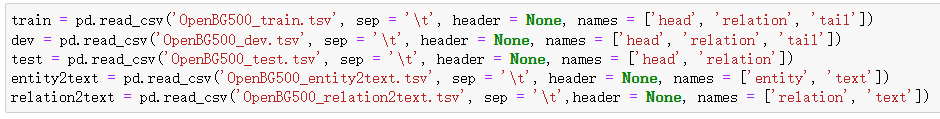 train = pd.read_csv('OpenBG500_train.tsv', sep = '\t', header = None, names = ['head', 'relation', 'tail'])
dev = pd.read_csv('OpenBG500_dev.tsv', sep = '\t', header = None, names = ['head', 'relation', 'tail'])
test = pd.read_csv('OpenBG500_test.tsv', sep = '\t', header = None, names = ['head', 'relation'])
entity2text = pd.read_csv('OpenBG500_entity2text.tsv', sep = '\t', header = None, names = ['entity', 'text'])
relation2text = pd.read_csv('OpenBG500_relation2text.tsv', sep = '\t',header = None, names = ['relation', 'text'])